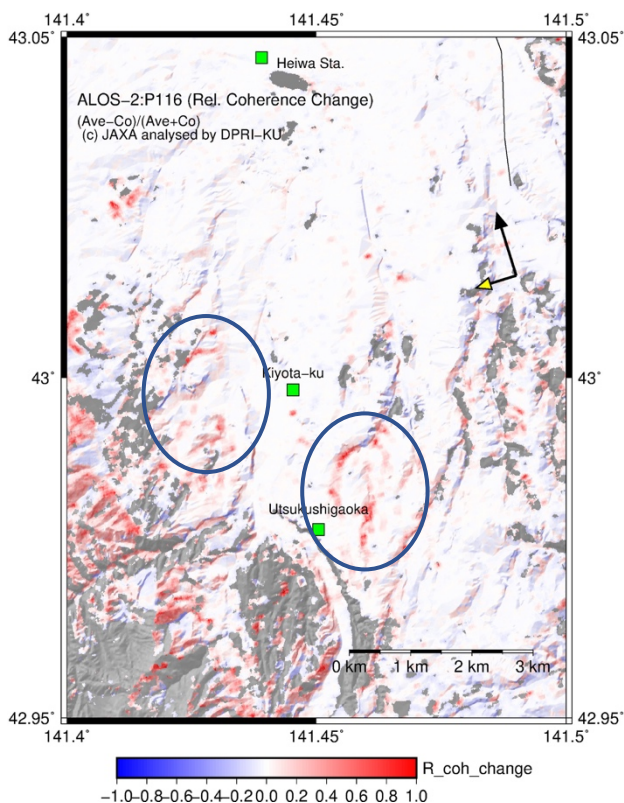 141.4˚ 141.45˚ 141.5˚
43.05˚ 43.05˚
Heiwa Sta.
ALOS−2:P116 (Rel. Coherence Change)
(Ave−Co)/(Ave+Co)
(c) JAXA analysed by DPRI-KU
43˚ 43˚
Kiyota−ku
Utsukushigaoka
0 km 1 km 2 km 3 km
42.95˚ 42.95˚
141.4˚ 141.45˚ 141.5˚
R_coh_change
−1.0−0.8−0.6−0.4−0.2 0.0 0.2 0.4 0.6 0.8 1.0